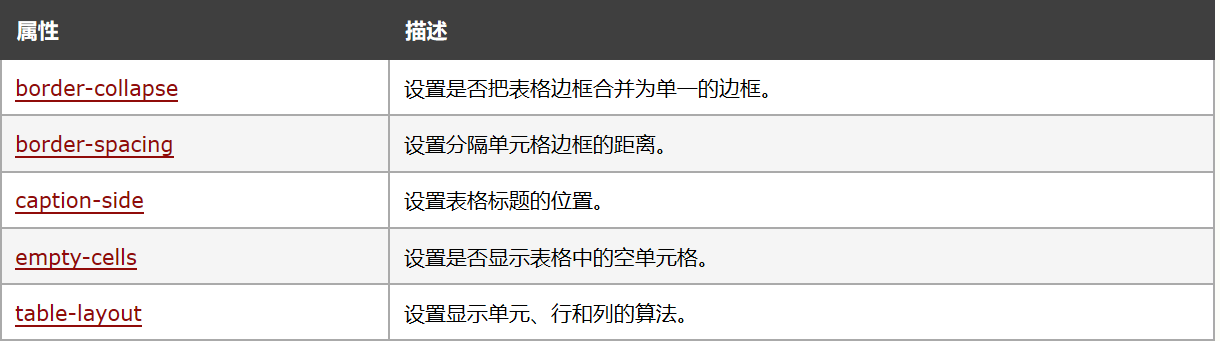 属性 描述
border-collapse 设置是否把表格边框合并为单一的边框。
border-spacing 设置分隔单元格边框的距离。
caption-side 设置表格标题的位置。
empty-cells 设置是否显示表格中的空单元格。
table-layout 设置显示单元、行和列的算法。